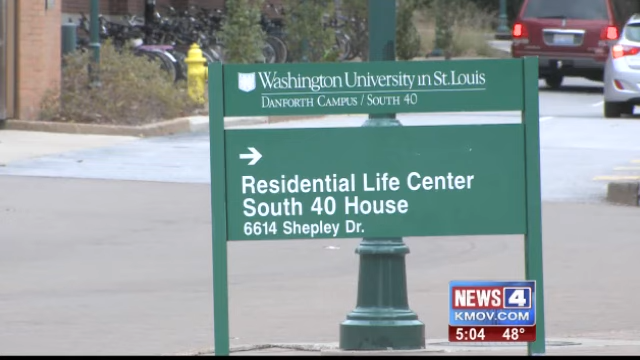 Washington University in St. Louis
Danforth Campus / South 40
Residential Life Center
South 40 House
6614 Shepley Dr.
NEWS 4
KMOV.COM
5:04 48°